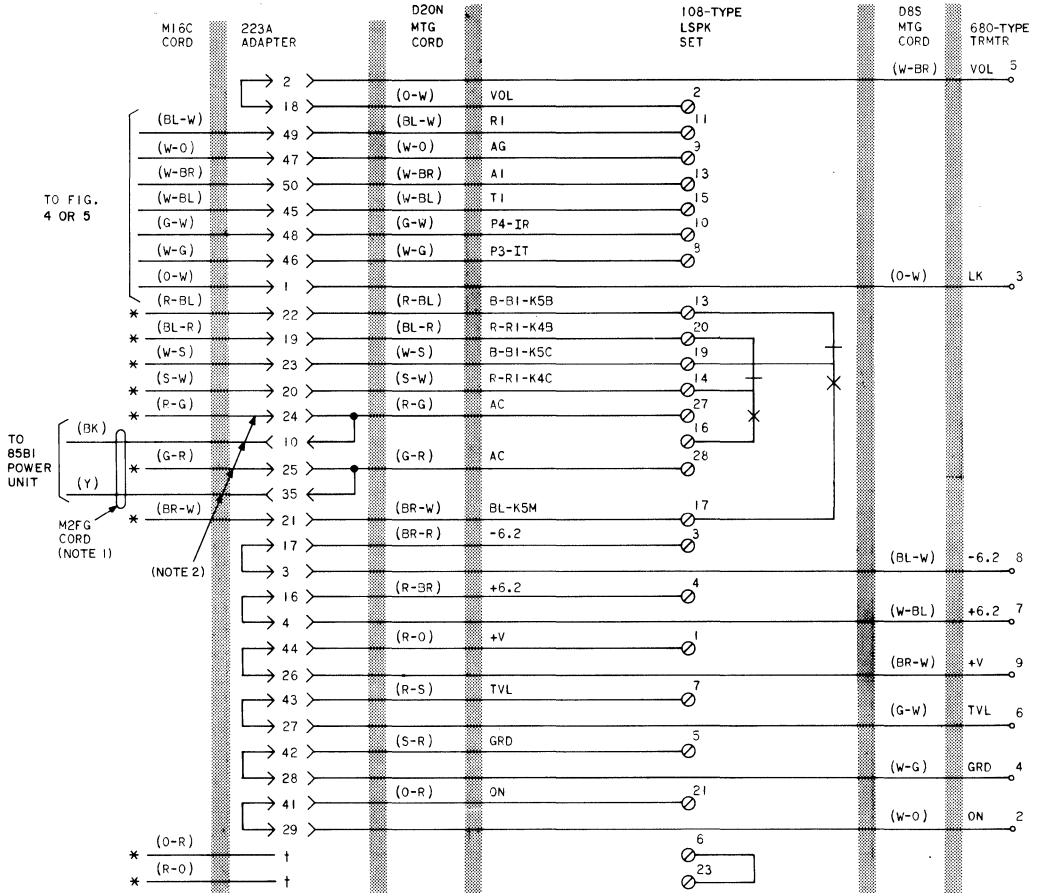 M16C CORD
223A ADAPTER
D20N MTG CORD
108-TYPE LSPK SET
D8S MTG CORD
680-TYPE TRMTR
2 (W-BR) VOL 5
18 (O-W) VOL 2
(BL-W) 49 (BL-W) R1 11
(W-O) 47 (W-O) AG 9
(W-BR) 50 (W-BR) A1 13
TO FIG. 4 OR 5
(W-BL) 45 (W-BL) T1 15
(G-W) 48 (G-W) P4-1R 10
(W-G) 46 (W-G) P3-1T 8
(O-W) 1 (O-W) LK 3
* (R-BL) 22 (R-BL) B-B1-K5B 13
* (BL-R) 19 (BL-R) R-R1-K4B 20
* (W-S) 23 (W-S) B-B1-K5C 19
* (S-W) 20 (S-W) R-R1-K4C 14
* (R-G) 24 (R-G) AC 27
(BK) 10 16
TO 85B1 POWER UNIT
* (G-R) 25 (G-R) AC 28
(Y) 35
* (BR-W) 21 (BR-W) BL-K5M 17
M2FG CORD (NOTE 1)
(NOTE 2)
17 (BR-R) -6.2 3
3 (BL-W) -6.2 8
16 (R-BR) +6.2 4
4 (W-BL) +6.2 7
44 (R-O) +V 1
26 (BR-W) +V 9
43 (R-S) TVL 7
27 (G-W) TVL 6
42 (S-R) GRD 5
28 (W-G) GRD 4
41 (O-R) ON 21
29 (W-O) ON 2
* (O-R) † 6
* (R-O) † 23